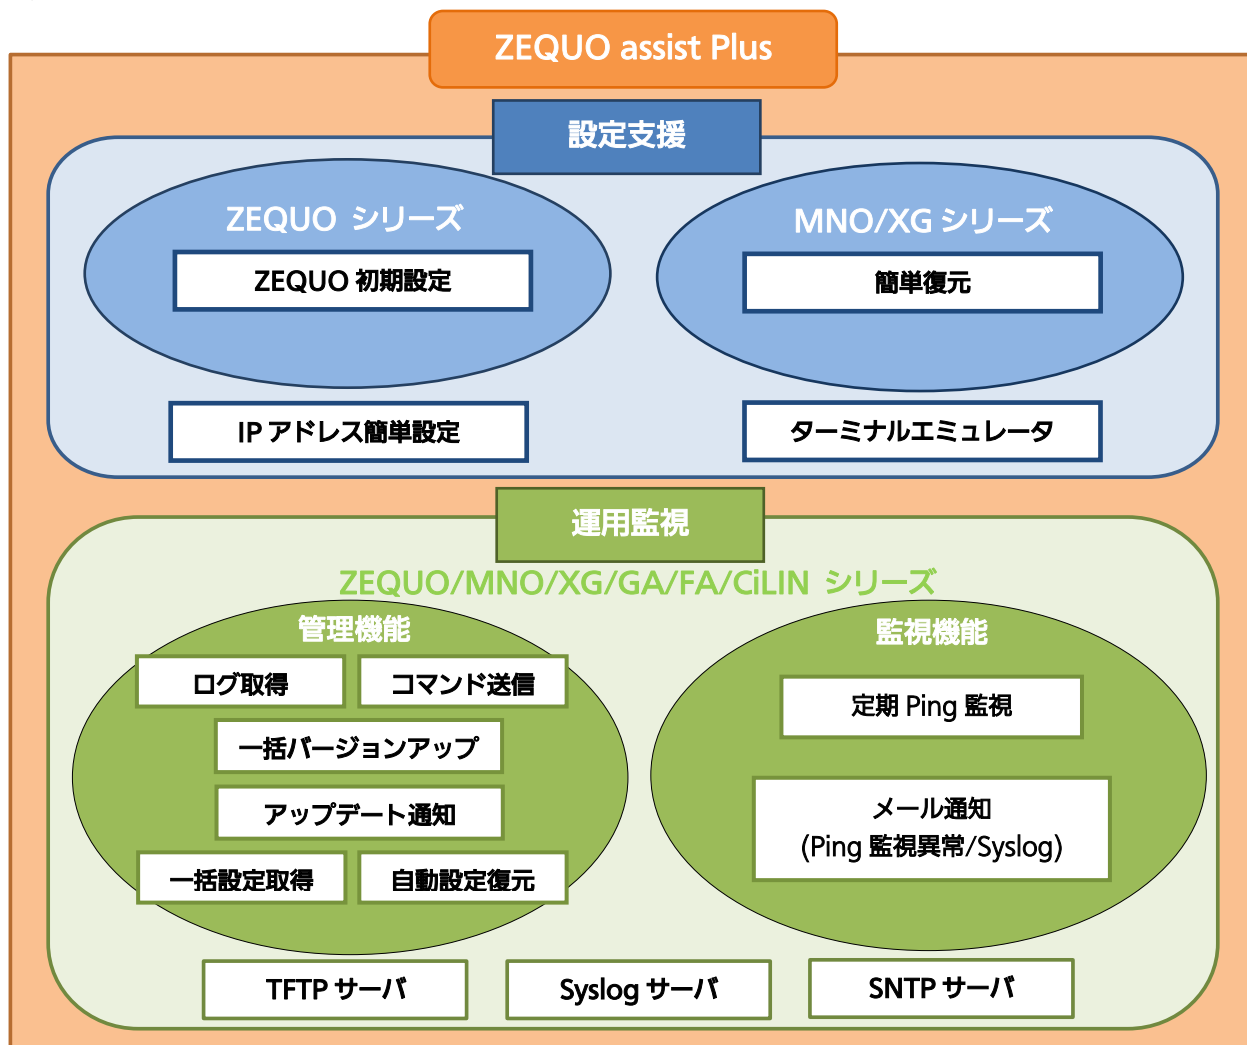 ZEQUO assist Plus
設定支援
ZEQUO シリーズ
ZEQUO 初期設定
MNO/XG シリーズ
簡単復元
IP アドレス簡単設定
ターミナルエミュレータ
運用監視
ZEQUO/MNO/XG/GA/FA/CiLIN シリーズ
管理機能
ログ取得
コマンド送信
一括バージョンアップ
アップデート通知
一括設定取得
自動設定復元
監視機能
定期 Ping 監視
メール通知
(Ping 監視異常/Syslog)
TFTP サーバ
Syslog サーバ
SNTP サーバ